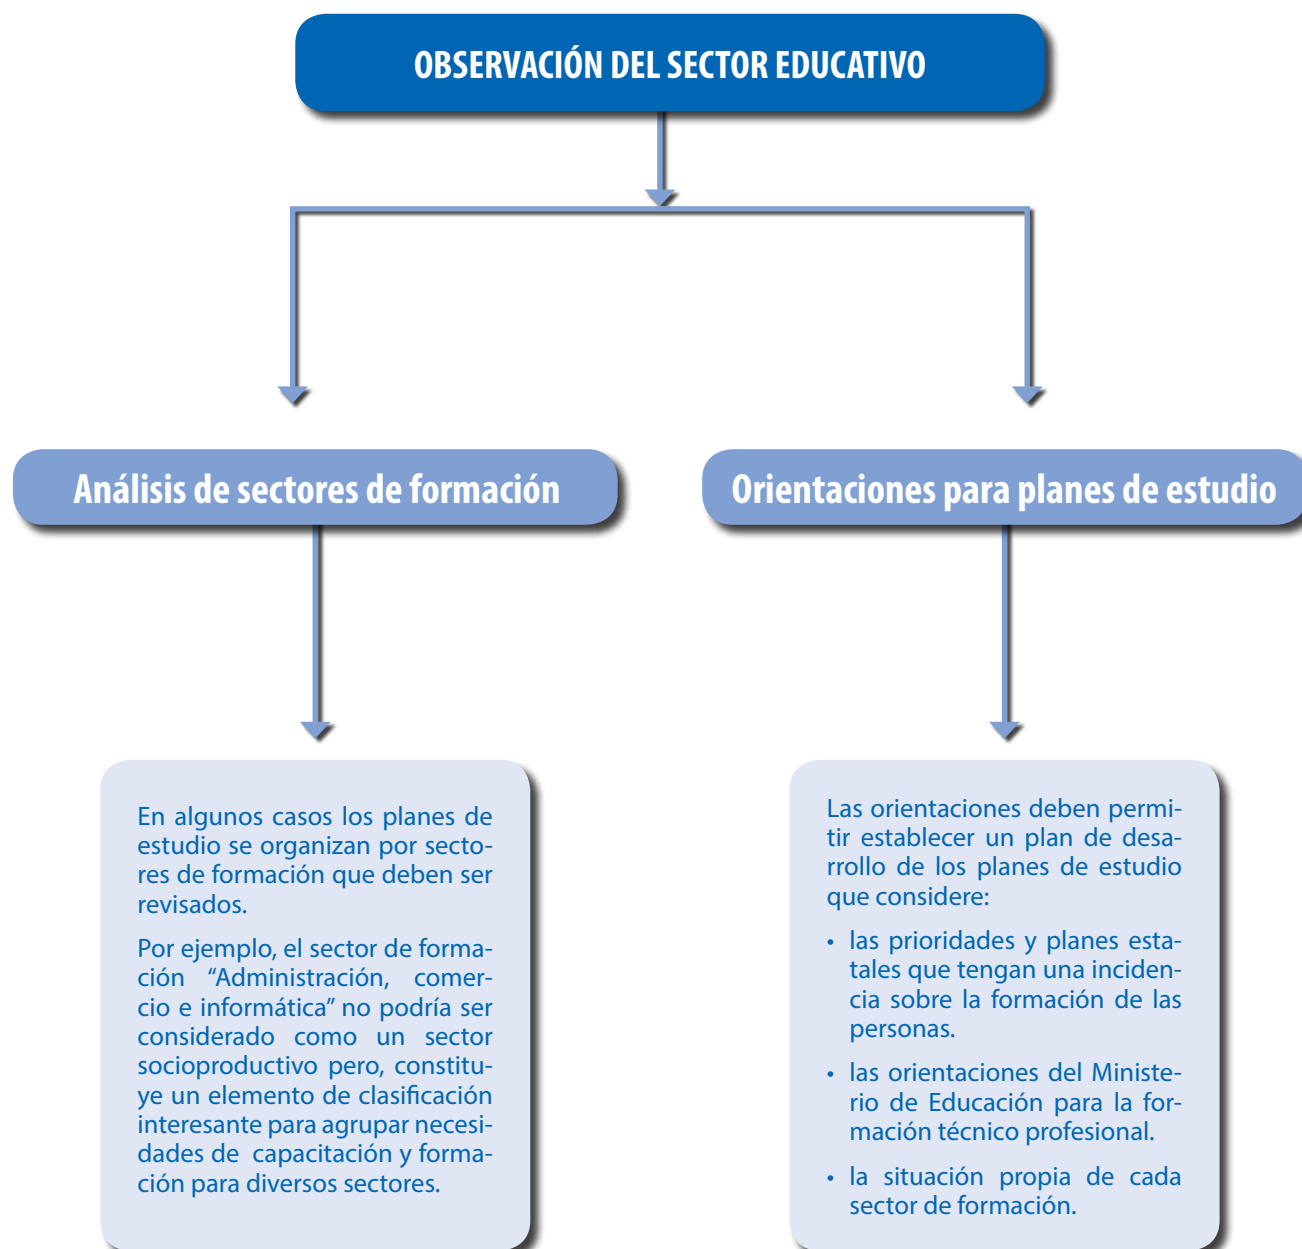 OBSERVACIÓN DEL SECTOR EDUCATIVO
Análisis de sectores de formación
En algunos casos los planes de
estudio se organizan por secto-
res de formación que deben ser
revisados.
Por ejemplo, el sector de forma-
ción “Administración, comer-
cio e informática” no podría ser
considerado como un sector
socioproductivo pero, constitu-
ye un elemento de clasificación
interesante para agrupar necesi-
dades de capacitación y forma-
ción para diversos sectores.
Orientaciones para planes de estudio
Las orientaciones deben permi-
tir establecer un plan de desa-
rrollo de los planes de estudio
que considere:
• las prioridades y planes esta-
tales que tengan una inciden-
cia sobre la formación de las
personas.
• las orientaciones del Ministe-
rio de Educación para la for-
mación técnico profesional.
• la situación propia de cada
sector de formación.